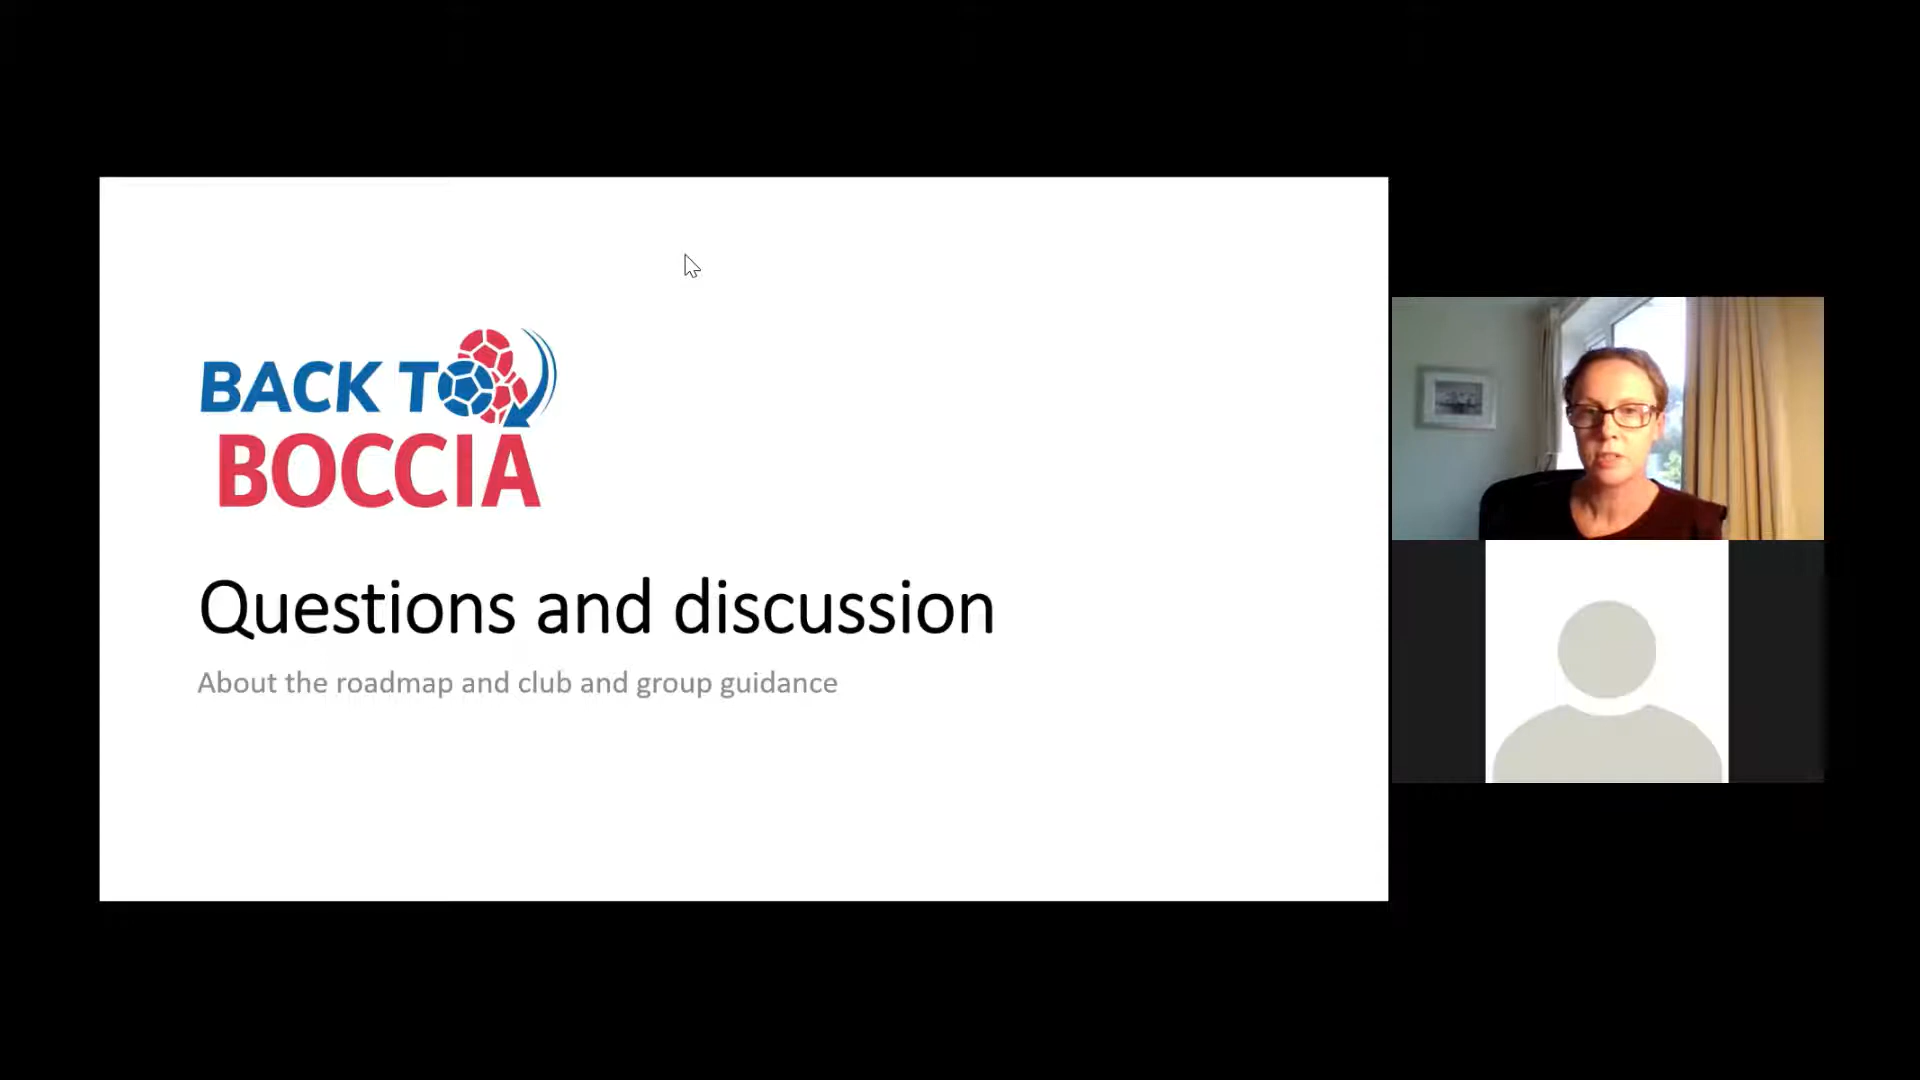 BACK TO
BOCCIA
Questions and discussion
About the roadmap and club and group guidance